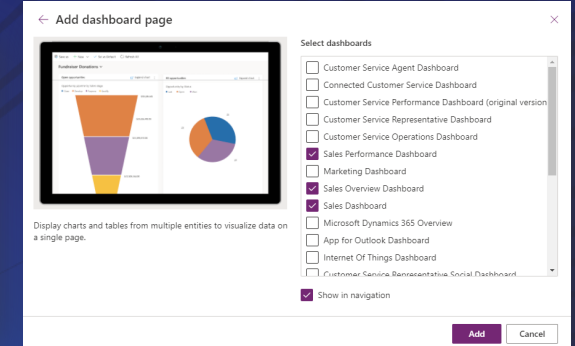 Add dashboard page
Fundraiser Donations
Display charts and tables from multiple entities to visualize data on
a single page.
Select dashboards
Customer Service Agent Dashboard
Connected Customer Service Dashboard
Customer Service Performance Dashboard (original version
Customer Service Representative Dashboard
Customer Service Operations Dashboard
Sales Performance Dashboard
Marketing Dashboard
Sales Overview Dashboard
Sales Dashboard
Microsoft Dynamics 365 Overview
App for Outlook Dashboard
Internet Of Things Dashboard
Customer Service Representative Social Dashboard
Show in navigation
Add
Cancel